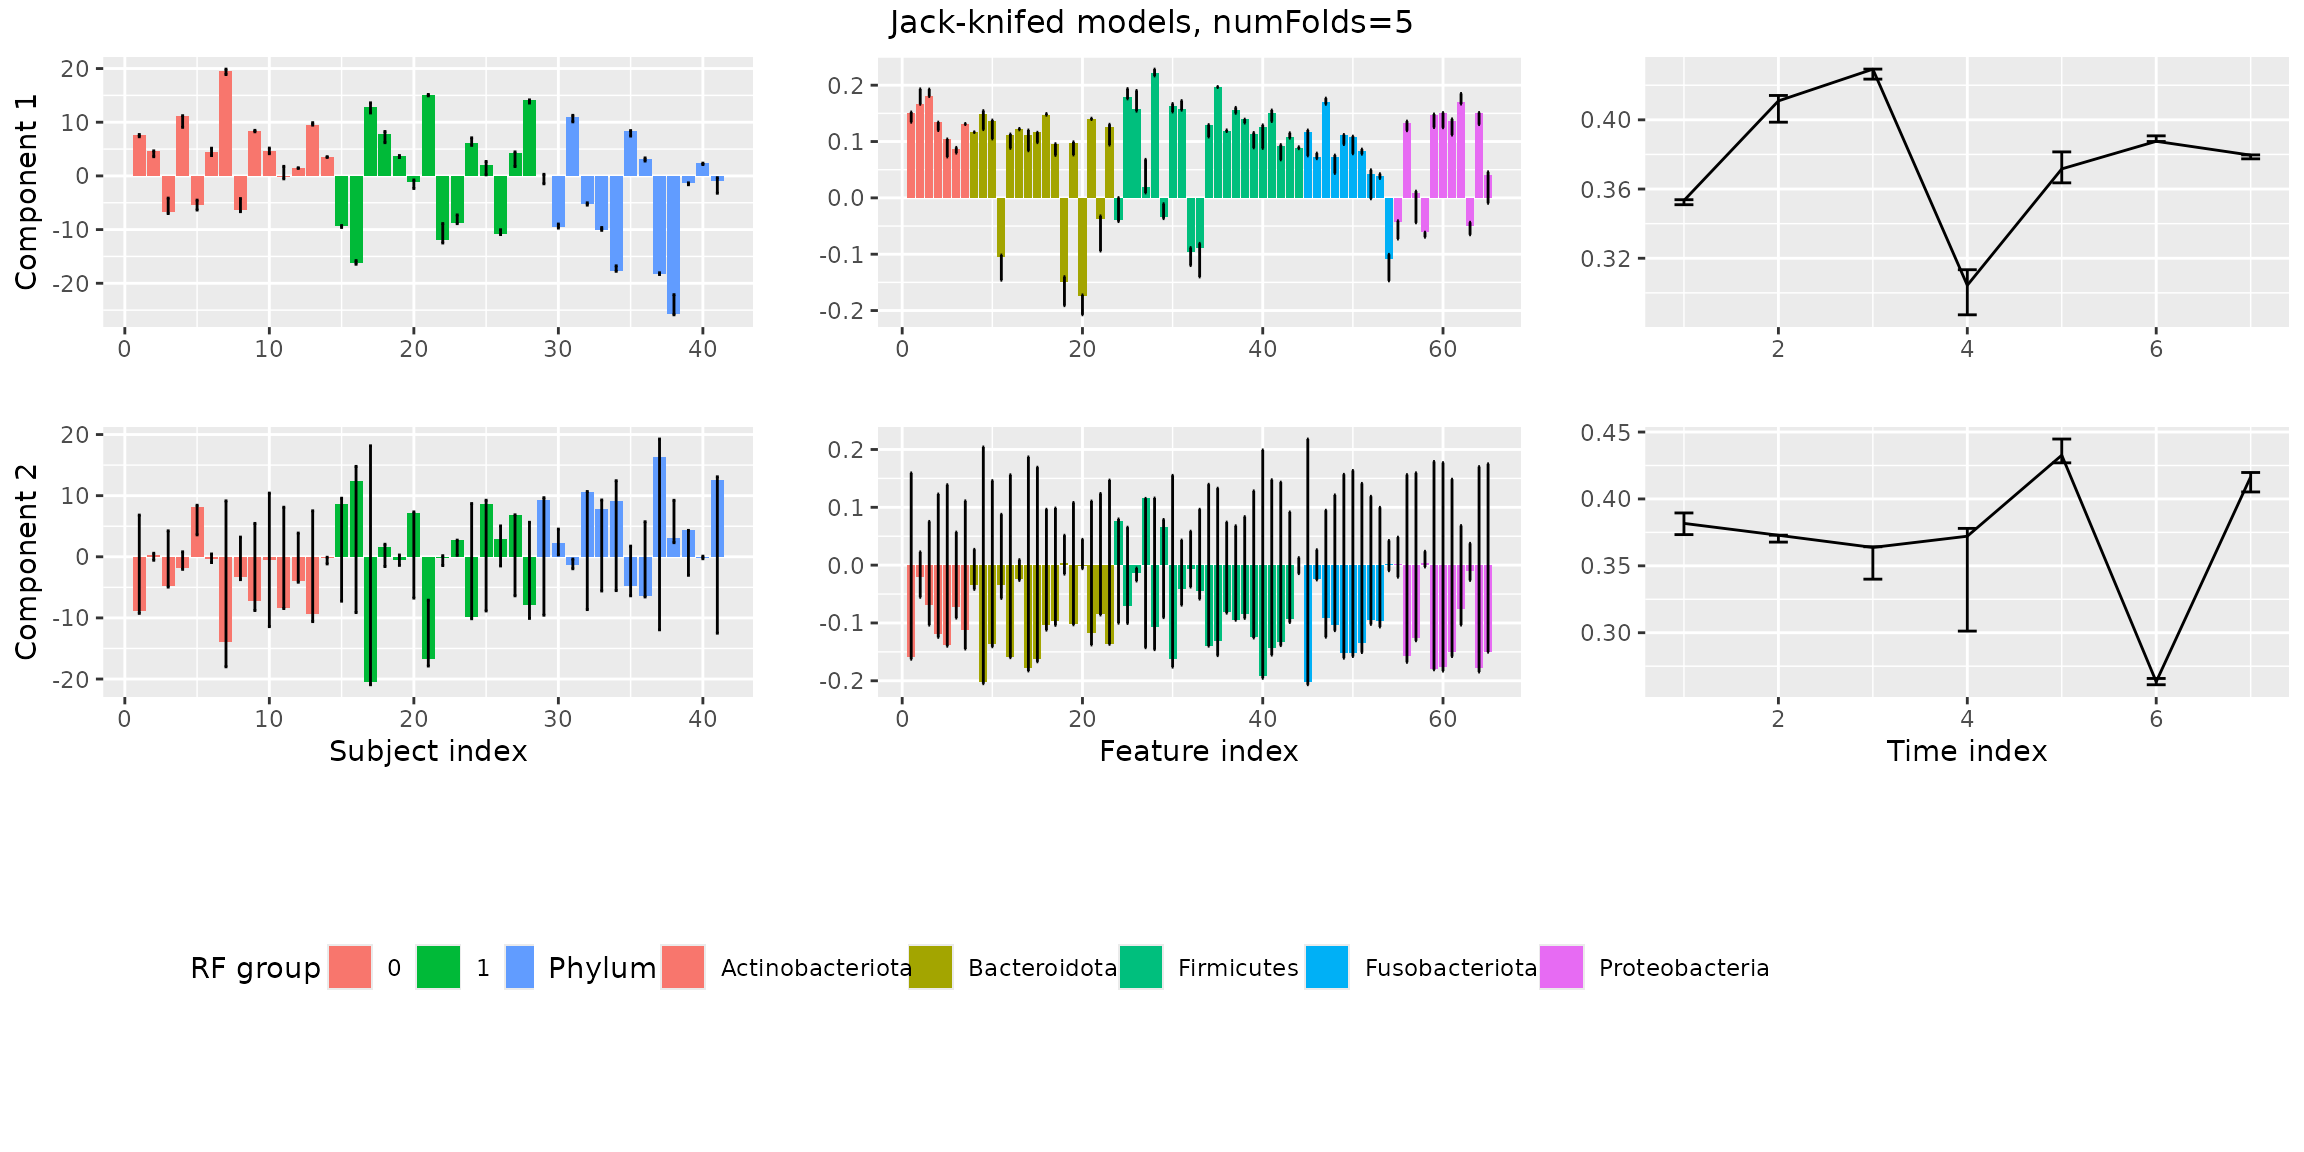 Jack-knifed models, numFolds=5
Component 1
20
10
0
-10
-20
0 10 20 30 40
0.2
0.1
0.0
-0.1
-0.2
0 20 40 60
0.40
0.36
0.32
2 4 6
Component 2
20
10
0
-10
-20
0 10 20 30 40
Subject index
0.2
0.1
0.0
-0.1
-0.2
0 20 40 60
Feature index
0.45
0.40
0.35
0.30
2 4 6
Time index
RF group 0 1 Phylum Actinobacteriota Bacteroidota Firmicutes Fusobacteriota Proteobacteria